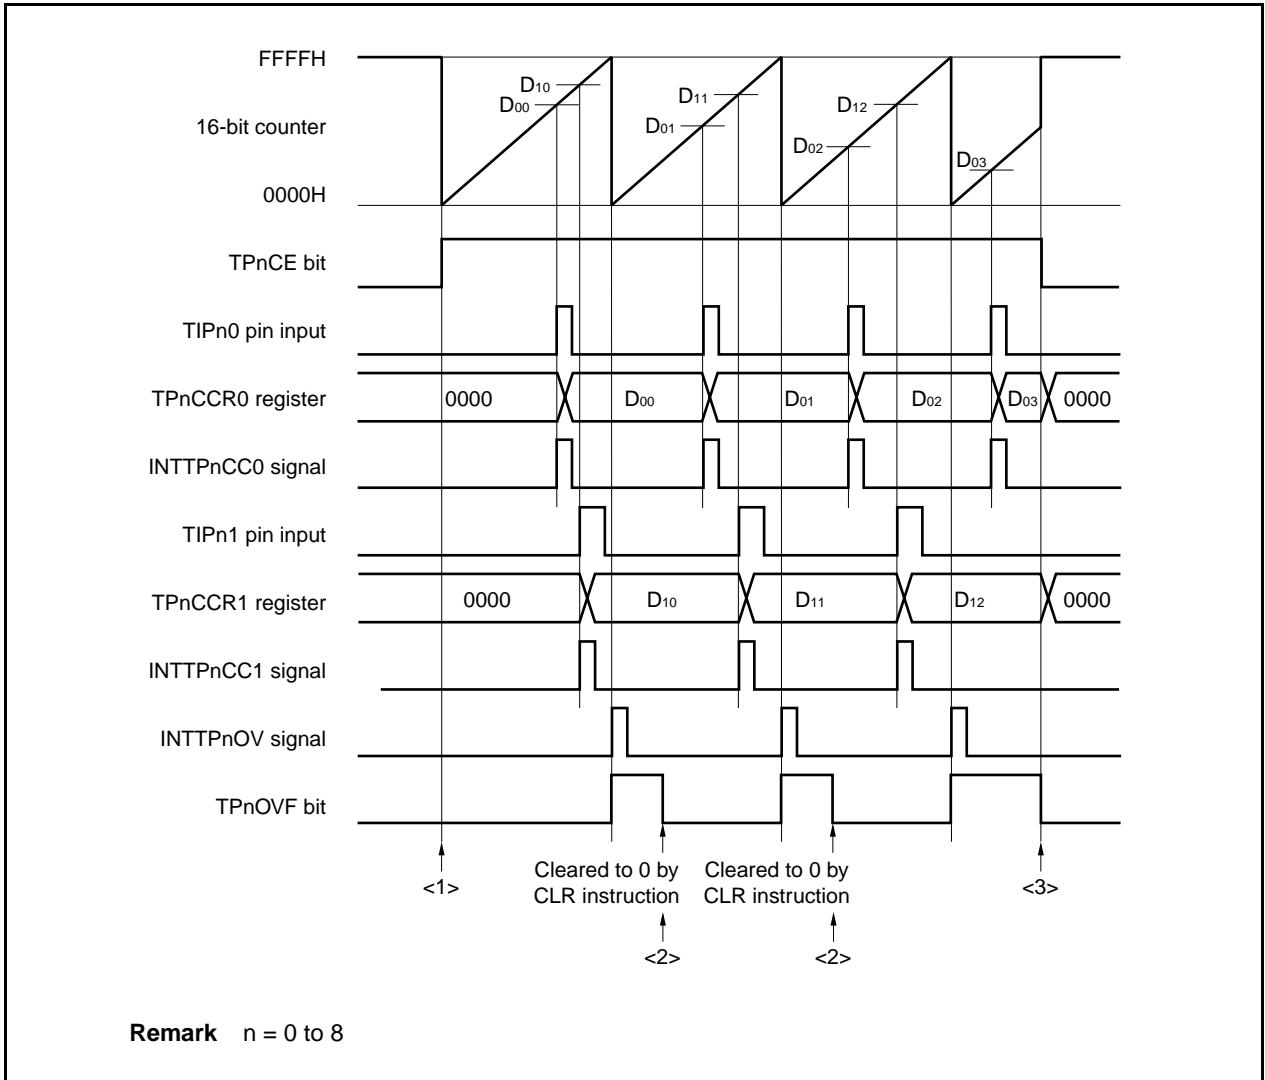 FFFFH
D10
D00
D11
D01
D12
D02
D03
16-bit counter
0000H
TPnCE bit
TIPn0 pin input
TPnCCR0 register
0000 D00 D01 D02 D03 0000
INTTPnCC0 signal
TIPn1 pin input
TPnCCR1 register
0000 D10 D11 D12 0000
INTTPnCC1 signal
INTTPnOV signal
TPnOVF bit
<1>
Cleared to 0 by
CLR instruction
<2>
Cleared to 0 by
CLR instruction
<2>
<3>
Remark n = 0 to 8